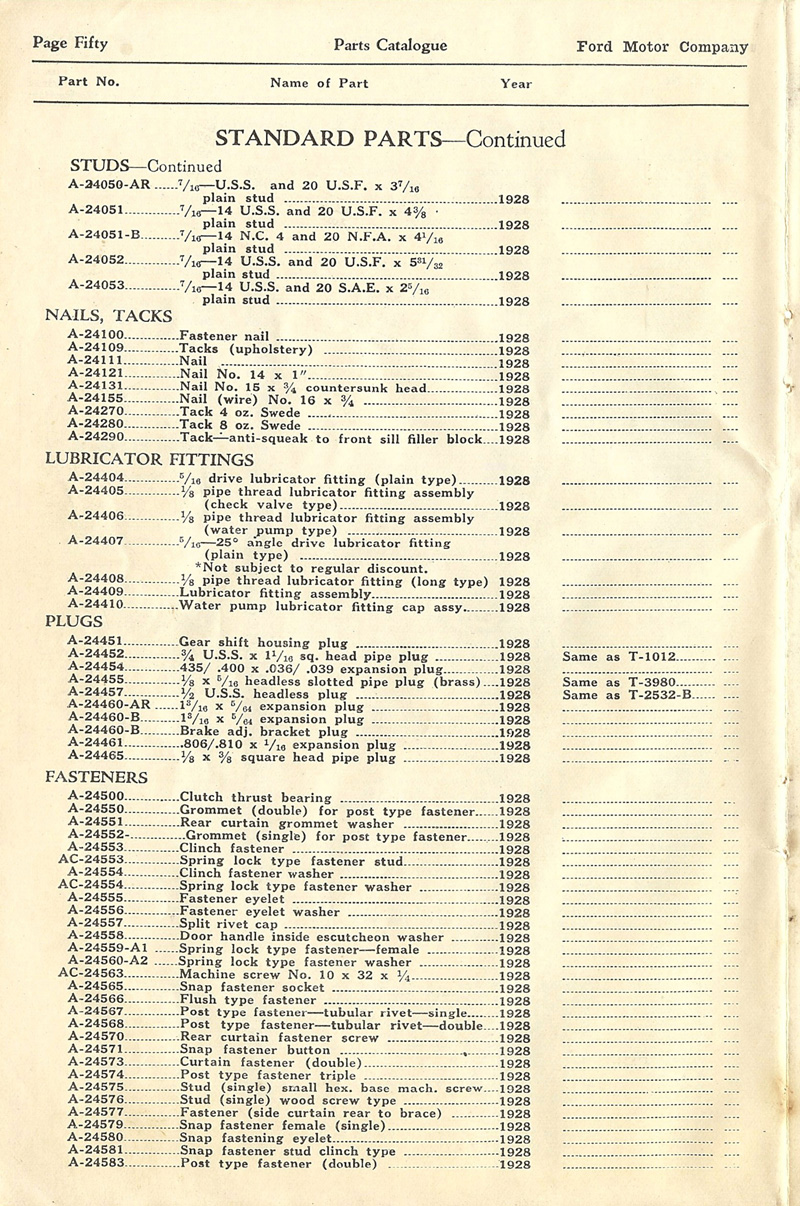 Page Fifty Parts Catalogue Ford Motor Company
Part No. Name of Part Year
STANDARD PARTS—Continued
STUDS—Continued
A-24050-AR ......7/16—U.S.S. and 20 U.S.F. x 37/16
plain stud ....................1928
A-24051............7/16—14 U.S.S. and 20 U.S.F. x 4⅜
plain stud ....................1928
A-24051-B.........7/16—14 N.C. 4 and 20 N.F.A. x 41/16
plain stud ....................1928
A-24052............7/16—14 U.S.S. and 20 U.S.F. x 531/32
plain stud ....................1928
A-24053............7/16—14 U.S.S. and 20 S.A.E. x 25/16
plain stud ....................1928
NAILS, TACKS
A-24100............Fastener nail ....................1928
A-24109............Tacks (upholstery) ....................1928
A-24111............Nail ....................1928
A-24121............Nail No. 14 x 1″....................1928
A-24131............Nail No. 15 x ¾ countersunk head....................1928
A-24155............Nail (wire) No. 16 x ¾ ....................1928
A-24270............Tack 4 oz. Swede ....................1928
A-24280............Tack 8 oz. Swede ....................1928
A-24290............Tack—anti-squeak to front sill filler block....1928
LUBRICATOR FITTINGS
A-24404............5/16 drive lubricator fitting (plain type).........1928
A-24405............⅛ pipe thread lubricator fitting assembly
(check valve type)....................1928
A-24406............⅛ pipe thread lubricator fitting assembly
(water pump type) ....................1928
A-24407............5/16—25° angle drive lubricator fitting
(plain type) ....................1928
*Not subject to regular discount.
A-24408............⅛ pipe thread lubricator fitting (long type) 1928
A-24409............Lubricator fitting assembly....................1928
A-24410............Water pump lubricator fitting cap assy........1928
PLUGS
A-24451............Gear shift housing plug ....................1928
A-24452............¾ U.S.S. x 11/16 sq. head pipe plug ............1928 Same as T-1012.........
A-24454............435/ .400 x .036/ .039 expansion plug............1928
A-24455............⅛ x 5/16 headless slotted pipe plug (brass)....1928 Same as T-3980.........
A-24457............½ U.S.S. headless plug ....................1928 Same as T-2532-B......
A-24460-AR ......13/16 x 5/64 expansion plug ....................1928
A-24460-B.........13/16 x 5/64 expansion plug ....................1928
A-24460-B.........Brake adj. bracket plug ....................1928
A-24461............806/.810 x 1/16 expansion plug ....................1928
A-24465............⅛ x ⅜ square head pipe plug ....................1928
FASTENERS
A-24500............Clutch thrust bearing ....................1928
A-24550............Grommet (double) for post type fastener......1928
A-24551............Rear curtain grommet washer ....................1928
A-24552-............Grommet (single) for post type fastener.......1928
A-24553............Clinch fastener ....................1928
AC-24553............Spring lock type fastener stud....................1928
A-24554............Clinch fastener washer ....................1928
AC-24554............Spring lock type fastener washer ............1928
A-24555............Fastener eyelet ....................1928
A-24556............Fastener eyelet washer ....................1928
A-24557............Split rivet cap ....................1928
A-24558............Door handle inside escutcheon washer ..........1928
A-24559-A1 ......Spring lock type fastener—female ............1928
A-24560-A2 ......Spring lock type fastener washer ............1928
AC-24563............Machine screw No. 10 x 32 x ¼....................1928
A-24565............Snap fastener socket ....................1928
A-24566............Flush type fastener ....................1928
A-24567............Post type fastener—tubular rivet—single.......1928
A-24568............Post type fastener—tubular rivet—double....1928
A-24570............Rear curtain fastener screw ....................1928
A-24571............Snap fastener button ....................1928
A-24573............Curtain fastener (double)....................1928
A-24574............Post type fastener triple ....................1928
A-24575............Stud (single) small hex. base mach. screw....1928
A-24576............Stud (single) wood screw type ....................1928
A-24577............Fastener (side curtain rear to brace) ..........1928
A-24579............Snap fastener female (single)....................1928
A-24580............Snap fastening eyelet....................1928
A-24581............Snap fastener stud clinch type ....................1928
A-24583............Post type fastener (double) ....................1928